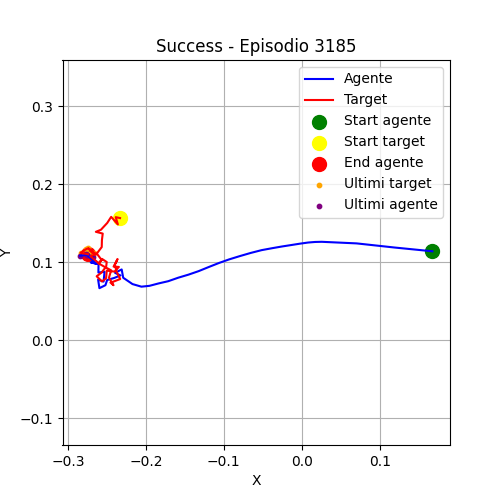 Success - Episodio 3185
Agente
Target
Start agente
Start target
End agente
Ultimi target
Ultimi agente
0.3
0.2
0.1
0.0
−0.1
Y
−0.3
−0.2
−0.1
0.0
0.1
X